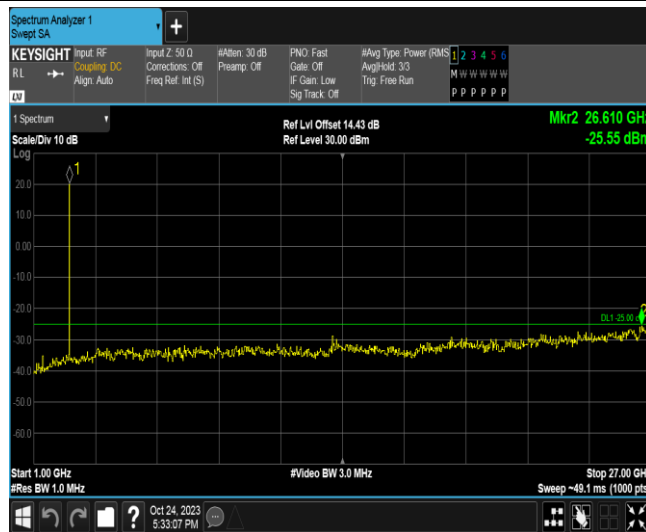 Spectrum Analyzer 1
Swept SA
+
KEYSIGHT
RL
LXI
Input: RF
Coupling: DC
Align: Auto
Input Z: 50 Ω
Corrections: Off
Freq Ref: Int (S)
#Atten: 30 dB
Preamp: Off
PNO: Fast
Gate: Off
IF Gain: Low
Sig Track: Off
#Avg Type: Power (RMS
Avg|Hold: 3/3
Trig: Free Run
1 2 3 4 5 6
M W W W W W
P P P P P P
1 Spectrum
Scale/Div 10 dB
Log
Ref Lvl Offset 14.43 dB
Ref Level 30.00 dBm
Mkr2 26.610 GHz
-25.55 dBm
1
20.0
10.0
0.00
-10.0
-20.0
DL1 -25.00 d
-30.0
-40.0
-50.0
-60.0
Start 1.00 GHz
#Video BW 3.0 MHz
Stop 27.00 GH
#Res BW 1.0 MHz
Sweep ~49.1 ms (1000 pts
?
Oct 24, 2023
5:33:07 PM